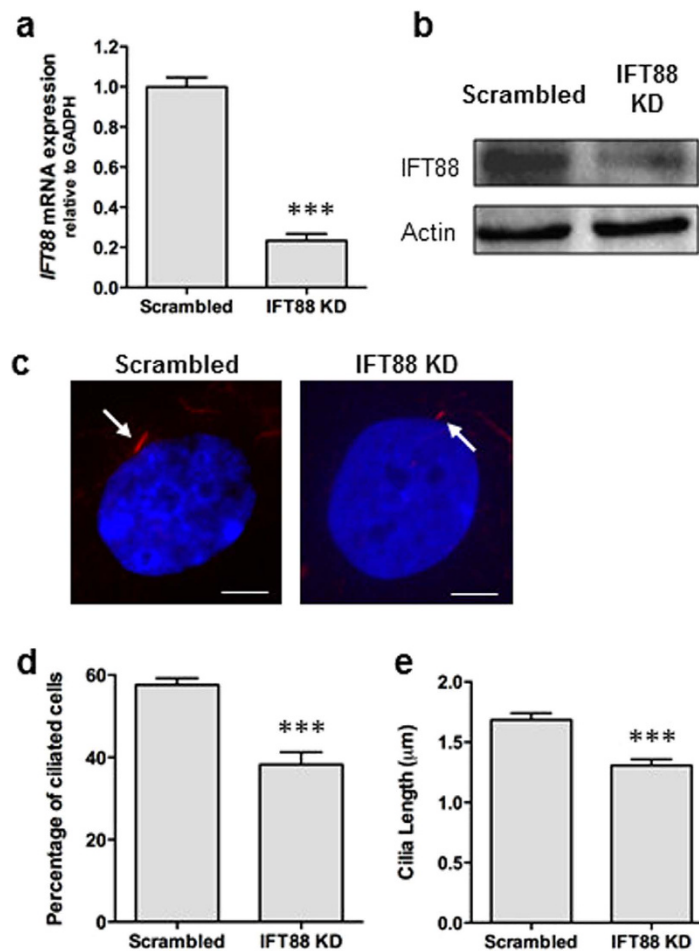 a
IFT88 mRNA expression
relative to GADPH
1.2
1.0
0.8
0.6
0.4
0.2
0.0
***
Scrambled IFT88 KD
b
Scrambled IFT88
KD
IFT88
Actin
c
Scrambled IFT88 KD
d
Percentage of ciliated cells
60
40
20
0
***
Scrambled IFT88 KD
e
Cilia Length (μm)
2.0
1.5
1.0
0.5
0.0
***
Scrambled IFT88 KD